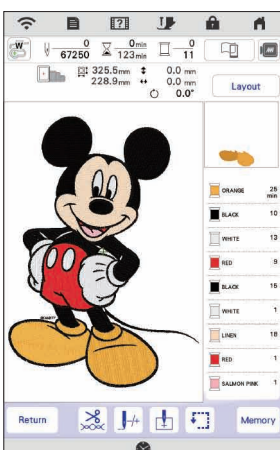 W 0 0min 0
67250 123min 11
325.5mm 0.0 mm
228.9mm 0.0 mm
0.0°
Layout
ORANGE 25 min
BLACK 10
WHITE 13
RED 9
BLACK 15
WHITE 1
LINEN 18
RED 1
SALMON PINK 1
Return
Memory